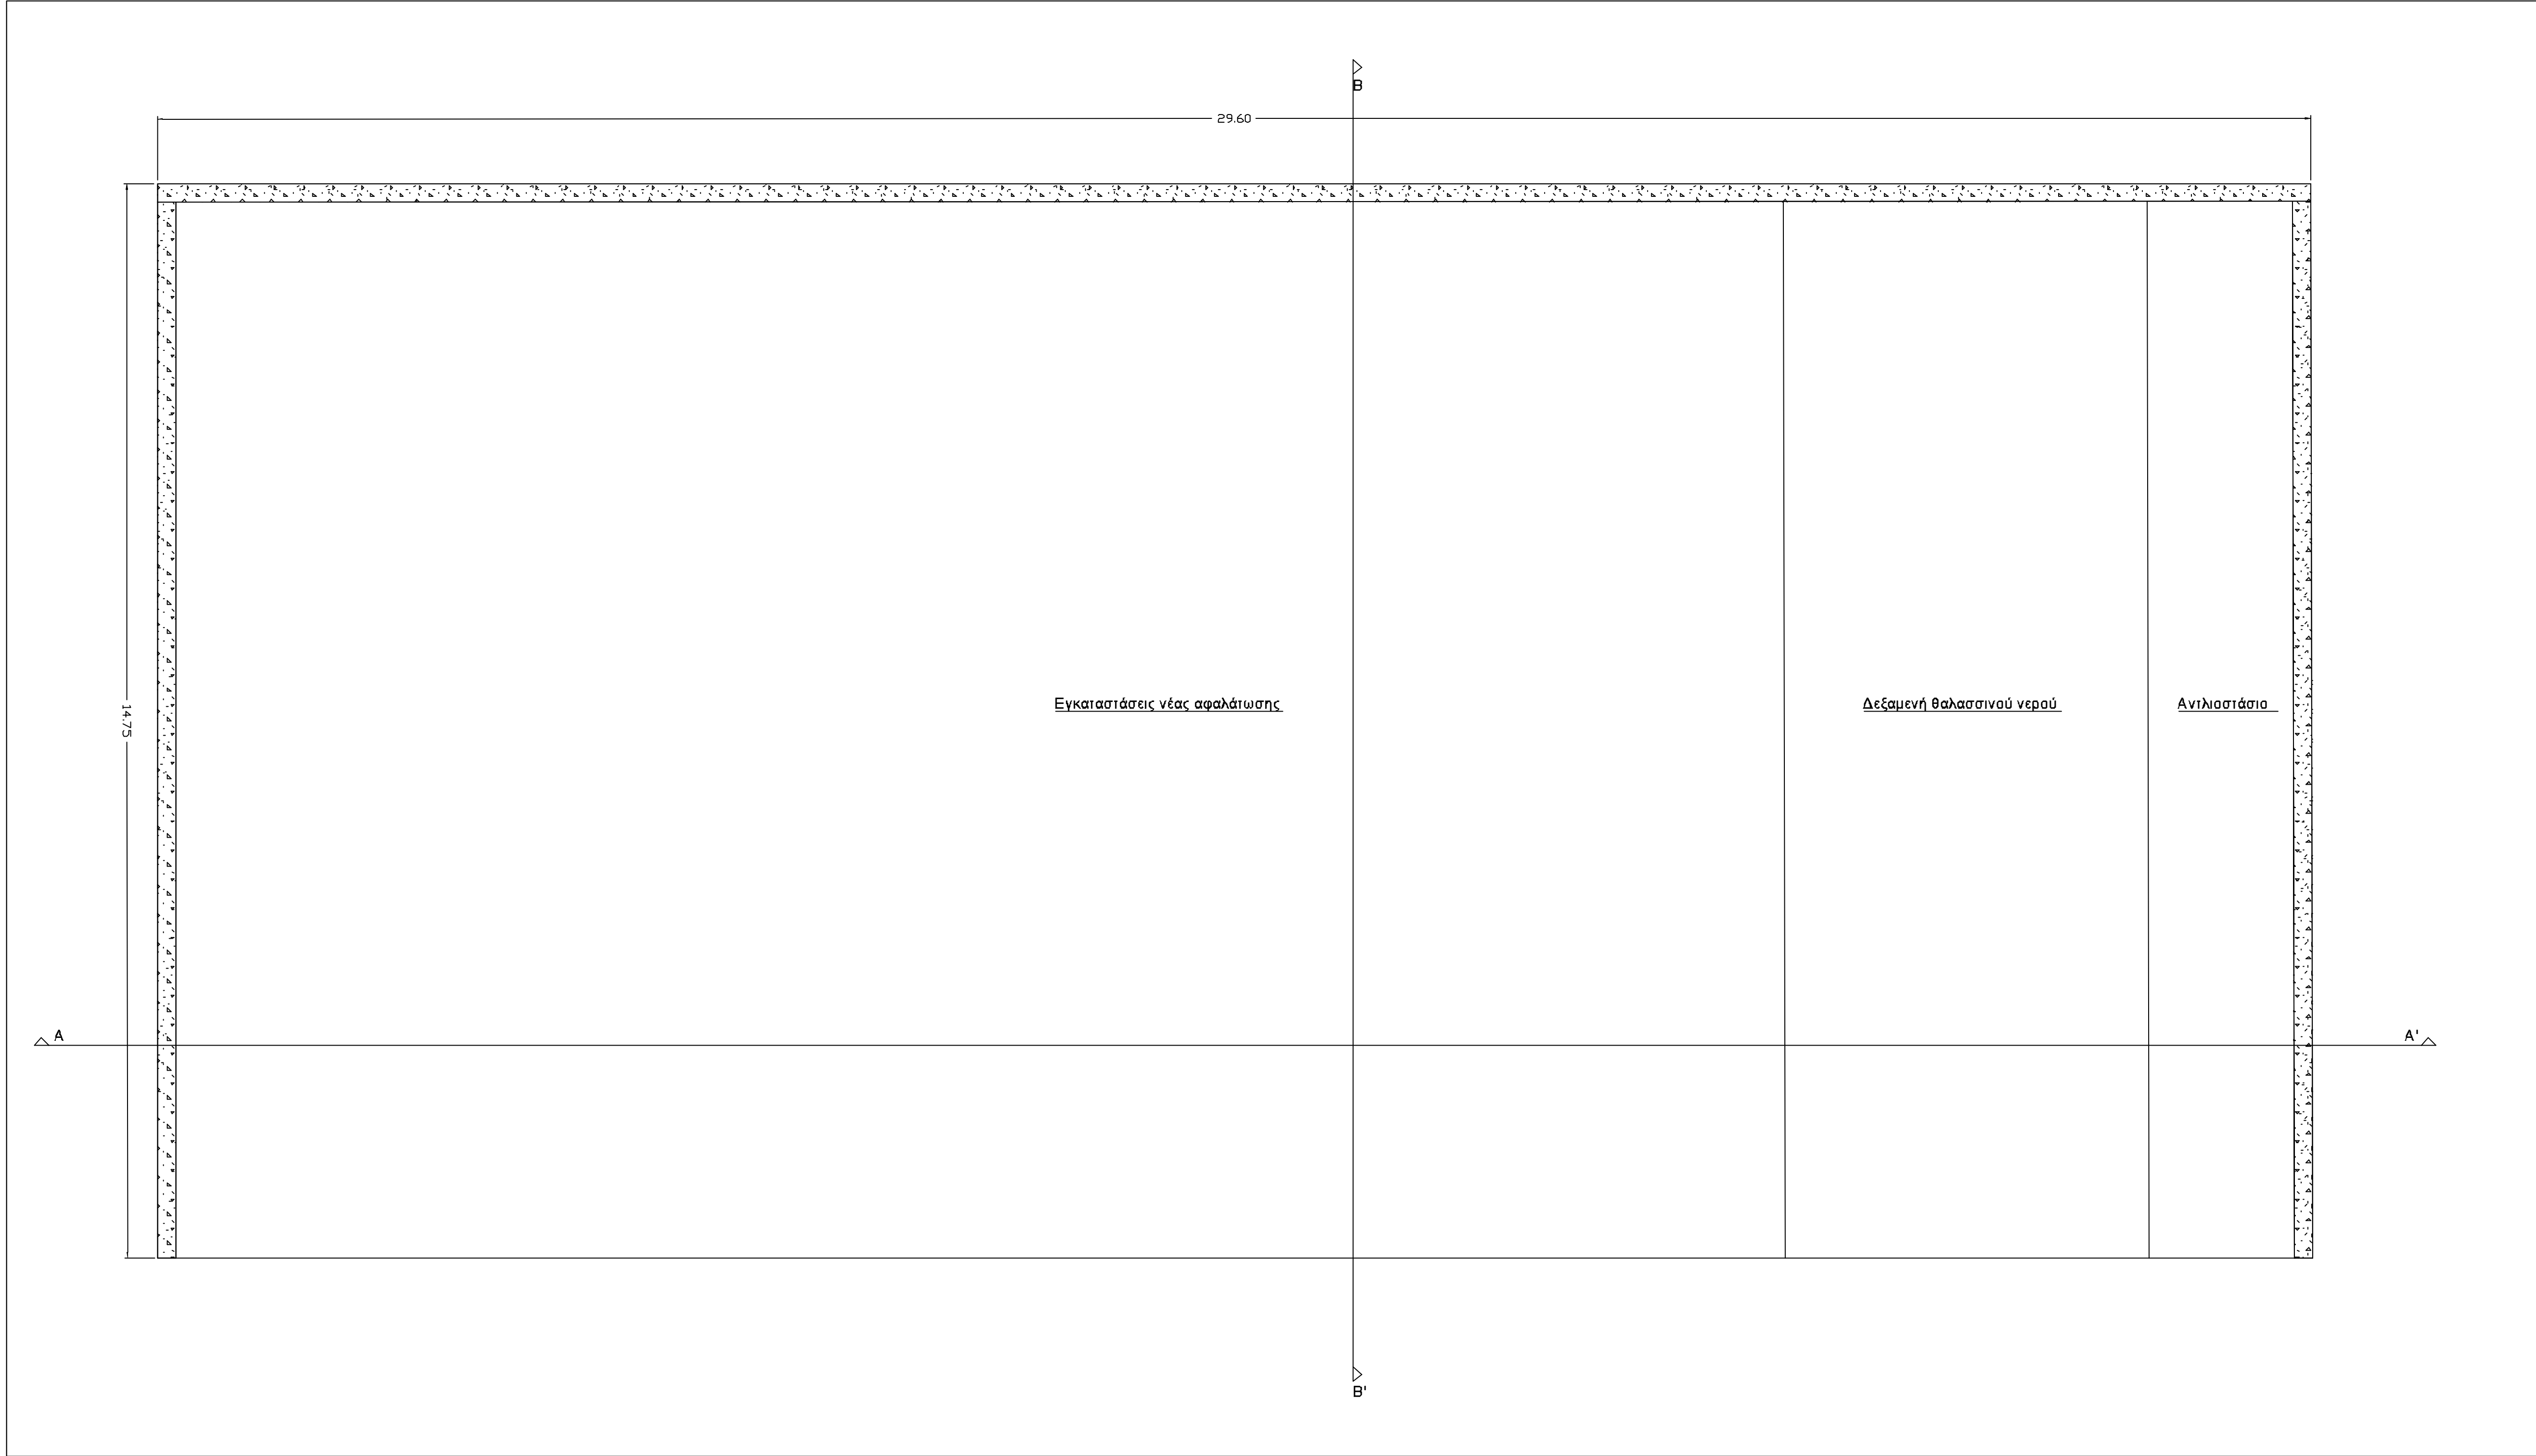 B
29.60
Εγκαταστάσεις νέας αφαλάτωσης
Δεξαμενή θαλασσινού νερού
Αντλιοστάσιο
14.75
A
A'
B'